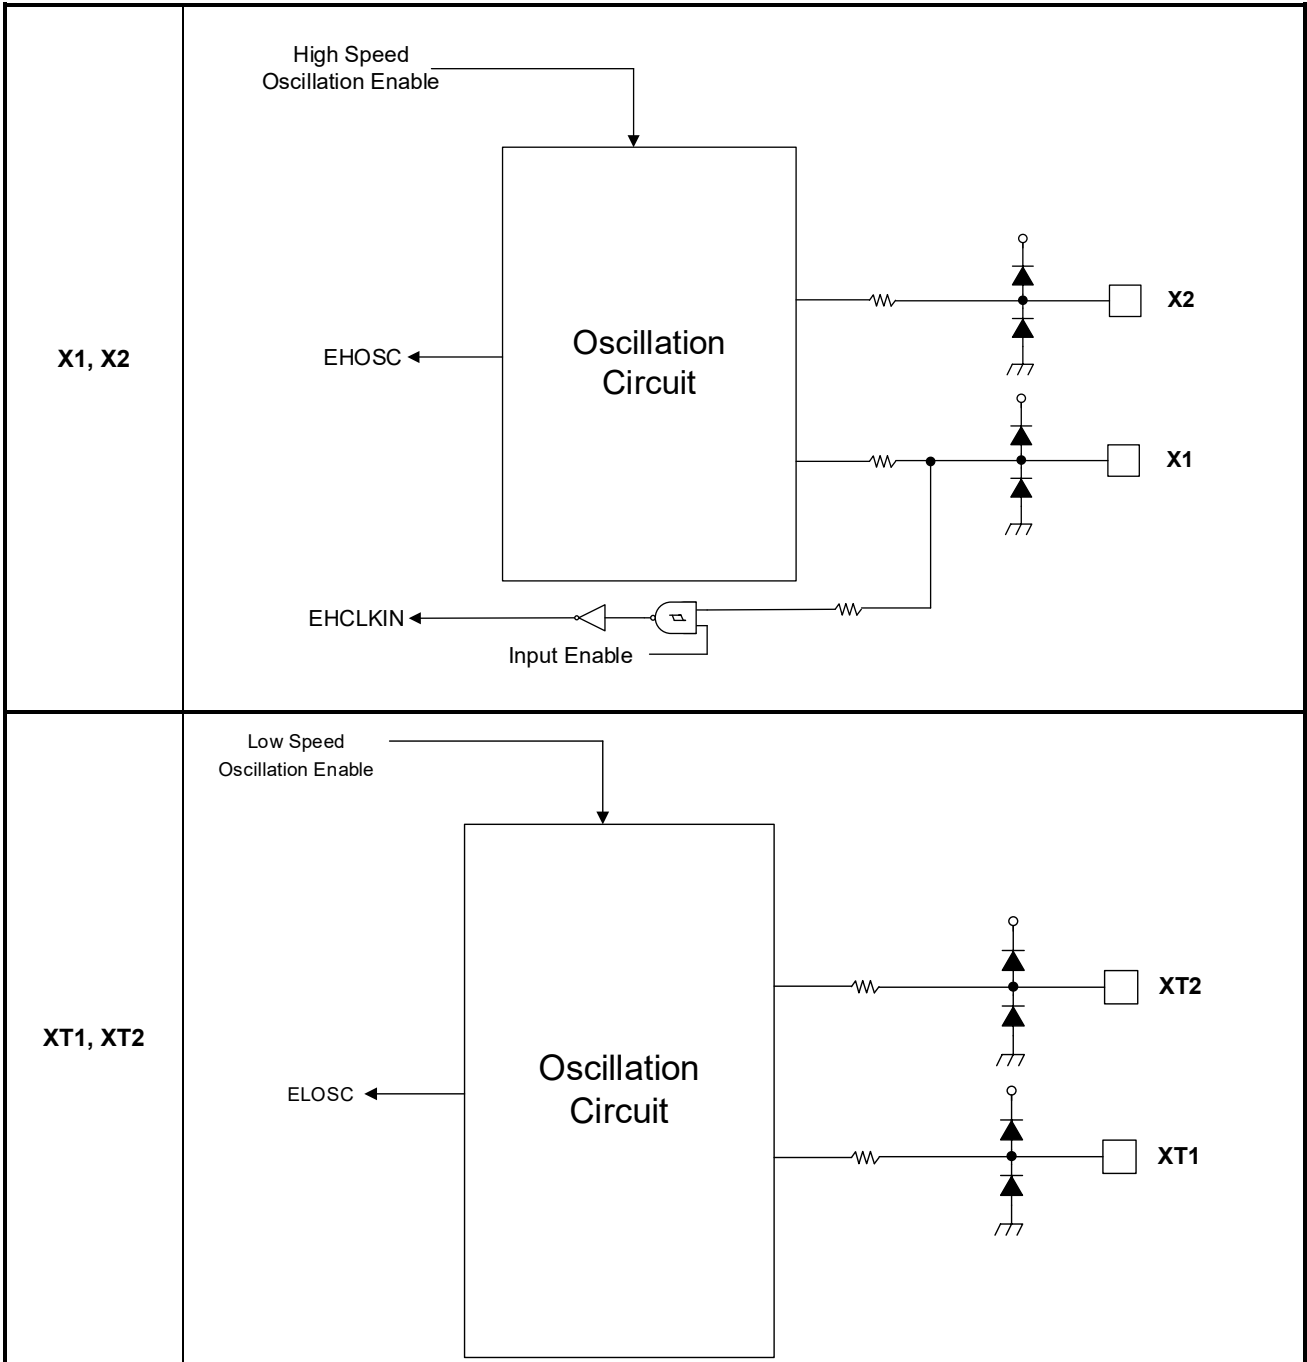 High Speed
Oscillation Enable
X2
Oscillation
Circuit
EHOSC
X1, X2
X1
EHCLKIN
Input Enable
Low Speed
Oscillation Enable
XT2
XT1, XT2
Oscillation
Circuit
ELOSC
XT1